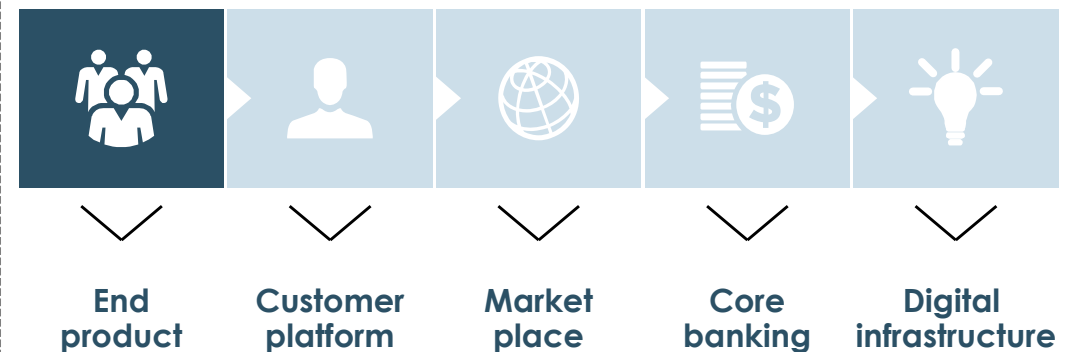 End
product
Customer
platform
Market
place
Core
banking
Digital
infrastructure